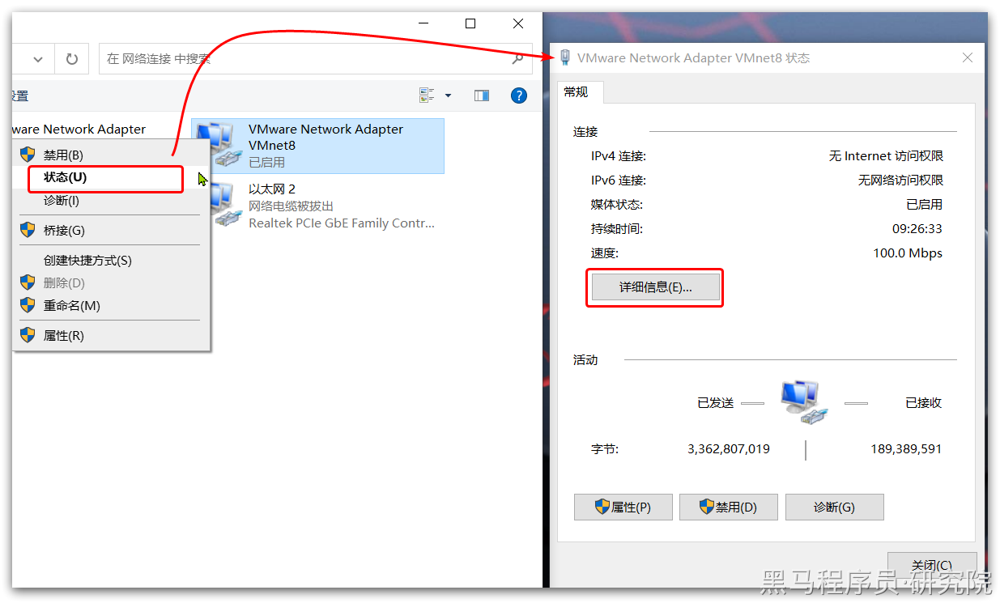 在 网络连接 中搜索
设置
ware Network Adapter
VMware Network Adapter
VMnet8
已启用
以太网 2
网络电缆被拔出
Realtek PCIe GbE Family Contr...
禁用(B)
状态(U)
诊断(I)
桥接(G)
创建快捷方式(S)
删除(D)
重命名(M)
属性(R)
VMware Network Adapter VMnet8 状态
常规
连接
IPv4 连接: 无 Internet 访问权限
IPv6 连接: 无网络访问权限
媒体状态: 已启用
持续时间: 09:26:33
速度: 100.0 Mbps
详细信息(E)...
活动
已发送 已接收
字节: 3,362,807,019 189,389,591
属性(P) 禁用(D) 诊断(G)
关闭(C)
黑马程序员·研究院